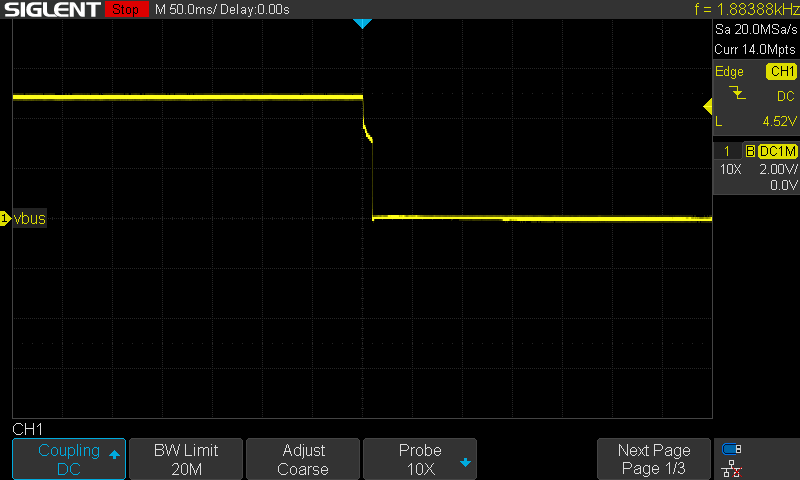 SIGLENT Stop M 50.0ms/ Delay:0.00s f = 1.88388kHz
Sa 20.0MSa/s
Curr 14.0Mpts
Edge CH1
DC
L 4.52V
1 B DC1M
10X 2.00V/
0.0V
1 vbus
CH1
Coupling
DC
BW Limit
20M
Adjust
Coarse
Probe
10X
Next Page
Page 1/3